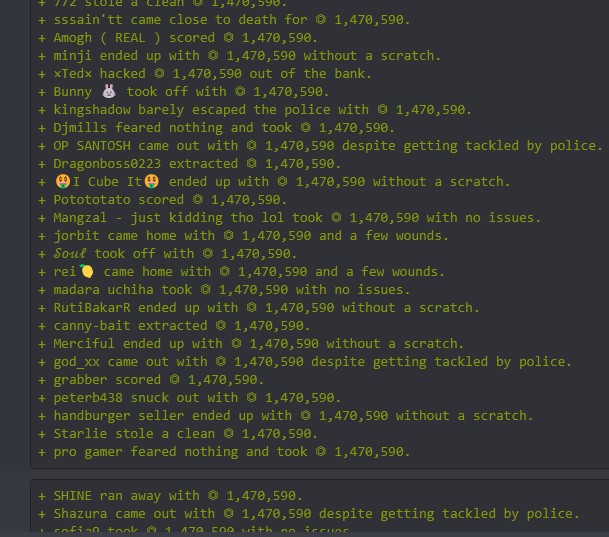 + 772 stole a clean ⏣ 1,470,590.
+ sssain'tt came close to death for ⏣ 1,470,590.
+ Amogh ( REAL ) scored ⏣ 1,470,590.
+ minji ended up with ⏣ 1,470,590 without a scratch.
+ ×Ted× hacked ⏣ 1,470,590 out of the bank.
+ Bunny 🐰 took off with ⏣ 1,470,590.
+ kingshadow barely escaped the police with ⏣ 1,470,590.
+ Djmills feared nothing and took ⏣ 1,470,590.
+ OP SANTOSH came out with ⏣ 1,470,590 despite getting tackled by police.
+ Dragonboss0223 extracted ⏣ 1,470,590.
+ 🤑I Cube It🤑 ended up with ⏣ 1,470,590 without a scratch.
+ Potototato scored ⏣ 1,470,590.
+ Mangzal - just kidding tho lol took ⏣ 1,470,590 with no issues.
+ jorbit came home with ⏣ 1,470,590 and a few wounds.
+ 𝓢𝓸𝓾𝓵 took off with ⏣ 1,470,590.
+ rei🍋 came home with ⏣ 1,470,590 and a few wounds.
+ madara uchiha took ⏣ 1,470,590 with no issues.
+ RutiBakarR ended up with ⏣ 1,470,590 without a scratch.
+ canny-bait extracted ⏣ 1,470,590.
+ Merciful ended up with ⏣ 1,470,590 without a scratch.
+ god_xx came out with ⏣ 1,470,590 despite getting tackled by police.
+ grabber scored ⏣ 1,470,590.
+ peterb438 snuck out with ⏣ 1,470,590.
+ handburger seller ended up with ⏣ 1,470,590 without a scratch.
+ Starlie stole a clean ⏣ 1,470,590.
+ pro gamer feared nothing and took ⏣ 1,470,590.
+ SHINE ran away with ⏣ 1,470,590.
+ Shazura came out with ⏣ 1,470,590 despite getting tackled by police.
+ took ⏣ 1,470,590 with no issues.